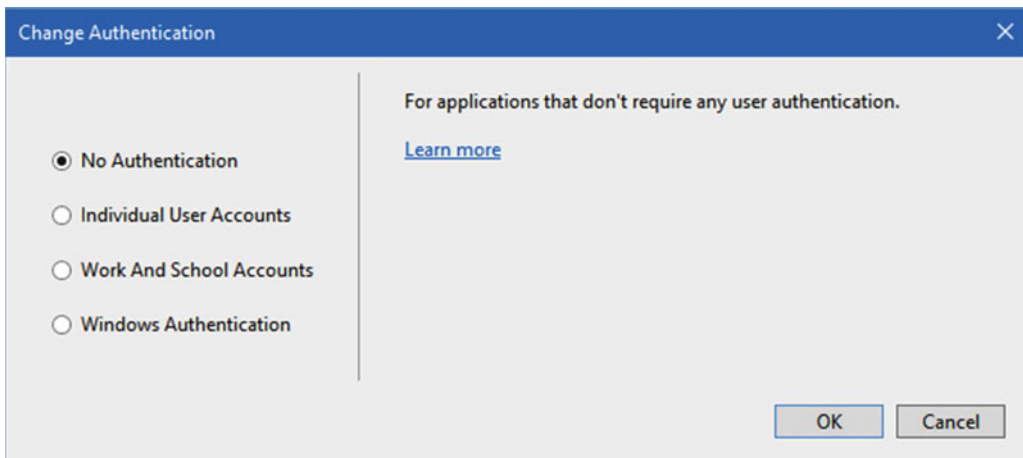 Change Authentication
For applications that don't require any user authentication.
Learn more
No Authentication
Individual User Accounts
Work And School Accounts
Windows Authentication
OK
Cancel